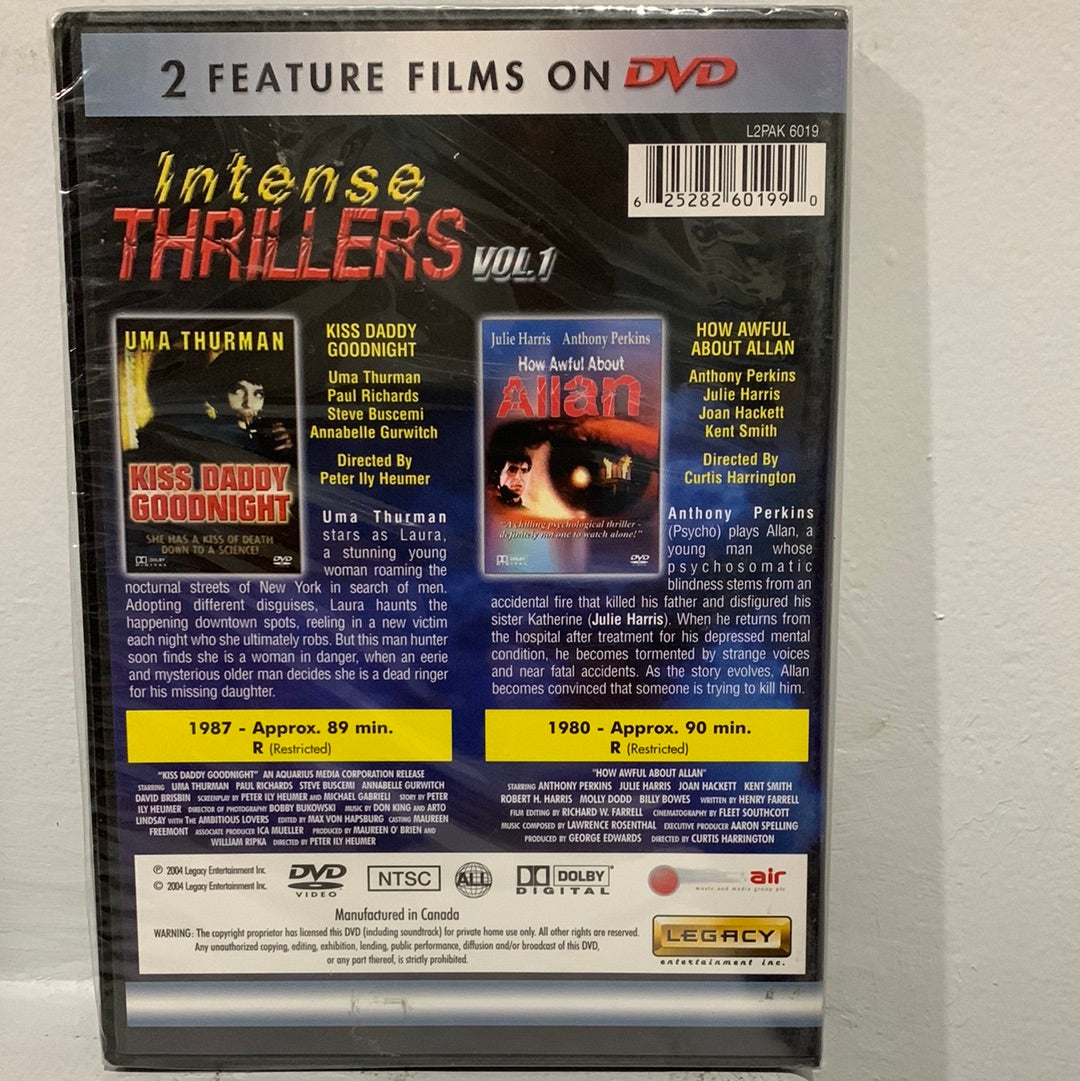 2 FEATURE FILMS ON DVD
L2PAK 6019
6 25282 60199 0
Intense
THRILLERS VOL.1
UMA THURMAN
KISS DADDY
GOODNIGHT
SHE HAS A KISS OF DEATH
DOWN TO A SCIENCE!
DOLBY
DIGITAL
DVD
KISS DADDY
GOODNIGHT
Uma Thurman
Paul Richards
Steve Buscemi
Annabelle Gurwitch
Directed By
Peter Ily Heumer
Uma Thurman
stars as Laura,
a stunning young
woman roaming the
nocturnal streets of New York in search of men.
Adopting different disguises, Laura haunts the
happening downtown spots, reeling in a new victim
each night who she ultimately robs. But this man hunter
soon finds she is a woman in danger, when an eerie
and mysterious older man decides she is a dead ringer
for his missing daughter.
1987 - Approx. 89 min.
R (Restricted)
"KISS DADDY GOODNIGHT" AN AQUARIUS MEDIA CORPORATION RELEASE
STARRING UMA THURMAN PAUL RICHARDS STEVE BUSCEMI ANNABELLE GURWITCH
DAVID BRISBIN SCREENPLAY BY PETER ILY HEUMER AND MICHAEL GABRIELI STORY BY PETER
ILY HEUMER DIRECTOR OF PHOTOGRAPHY BOBBY BUKOWSKI MUSIC BY DON KING AND ARTO
LINDSAY WITH THE AMBITIOUS LOVERS EDITED BY MAX VON HAPSBURG CASTING MAUREEN
FREEMONT ASSOCIATE PRODUCER ICA MUELLER PRODUCED BY MAUREEN O' BRIEN AND
WILLIAM RIPKA DIRECTED BY PETER ILY HEUMER
Julie Harris Anthony Perkins
How Awful About
Allan
"A chilling psychological thriller -
definitely not one to watch alone!"
DOLBY
DIGITAL
DVD
HOW AWFUL
ABOUT ALLAN
Anthony Perkins
Julie Harris
Joan Hackett
Kent Smith
Directed By
Curtis Harrington
Anthony Perkins
(Psycho) plays Allan, a
young man whose
psychosomatic
blindness stems from an
accidental fire that killed his father and disfigured his
sister Katherine (Julie Harris). When he returns from
the hospital after treatment for his depressed mental
condition, he becomes tormented by strange voices
and near fatal accidents. As the story evolves, Allan
becomes convinced that someone is trying to kill him.
1980 - Approx. 90 min.
R (Restricted)
"HOW AWFUL ABOUT ALLAN"
STARRING ANTHONY PERKINS JULIE HARRIS JOAN HACKETT KENT SMITH
ROBERT H. HARRIS MOLLY DODD BILLY BOWES WRITTEN BY HENRY FARRELL
FILM EDITING BY RICHARD W. FARRELL CINEMATOGRAPHY BY FLEET SOUTHCOTT
MUSIC COMPOSED BY LAWRENCE ROSENTHAL EXECUTIVE PRODUCER AARON SPELLING
PRODUCED BY GEORGE EDWARDS DIRECTED BY CURTIS HARRINGTON
℗ 2004 Legacy Entertainment Inc.
© 2004 Legacy Entertainment Inc.
DVD
VIDEO
NTSC
ALL
DOLBY
DIGITAL
air
music and media group plc
Manufactured in Canada
WARNING: The copyright proprietor has licensed this DVD (including soundtrack) for private home use only. All other rights are reserved.
Any unauthorized copying, editing, exhibition, lending, public performance, diffusion and/or broadcast of this DVD,
or any part thereof, is strictly prohibited.
LEGACY
entertainment inc.